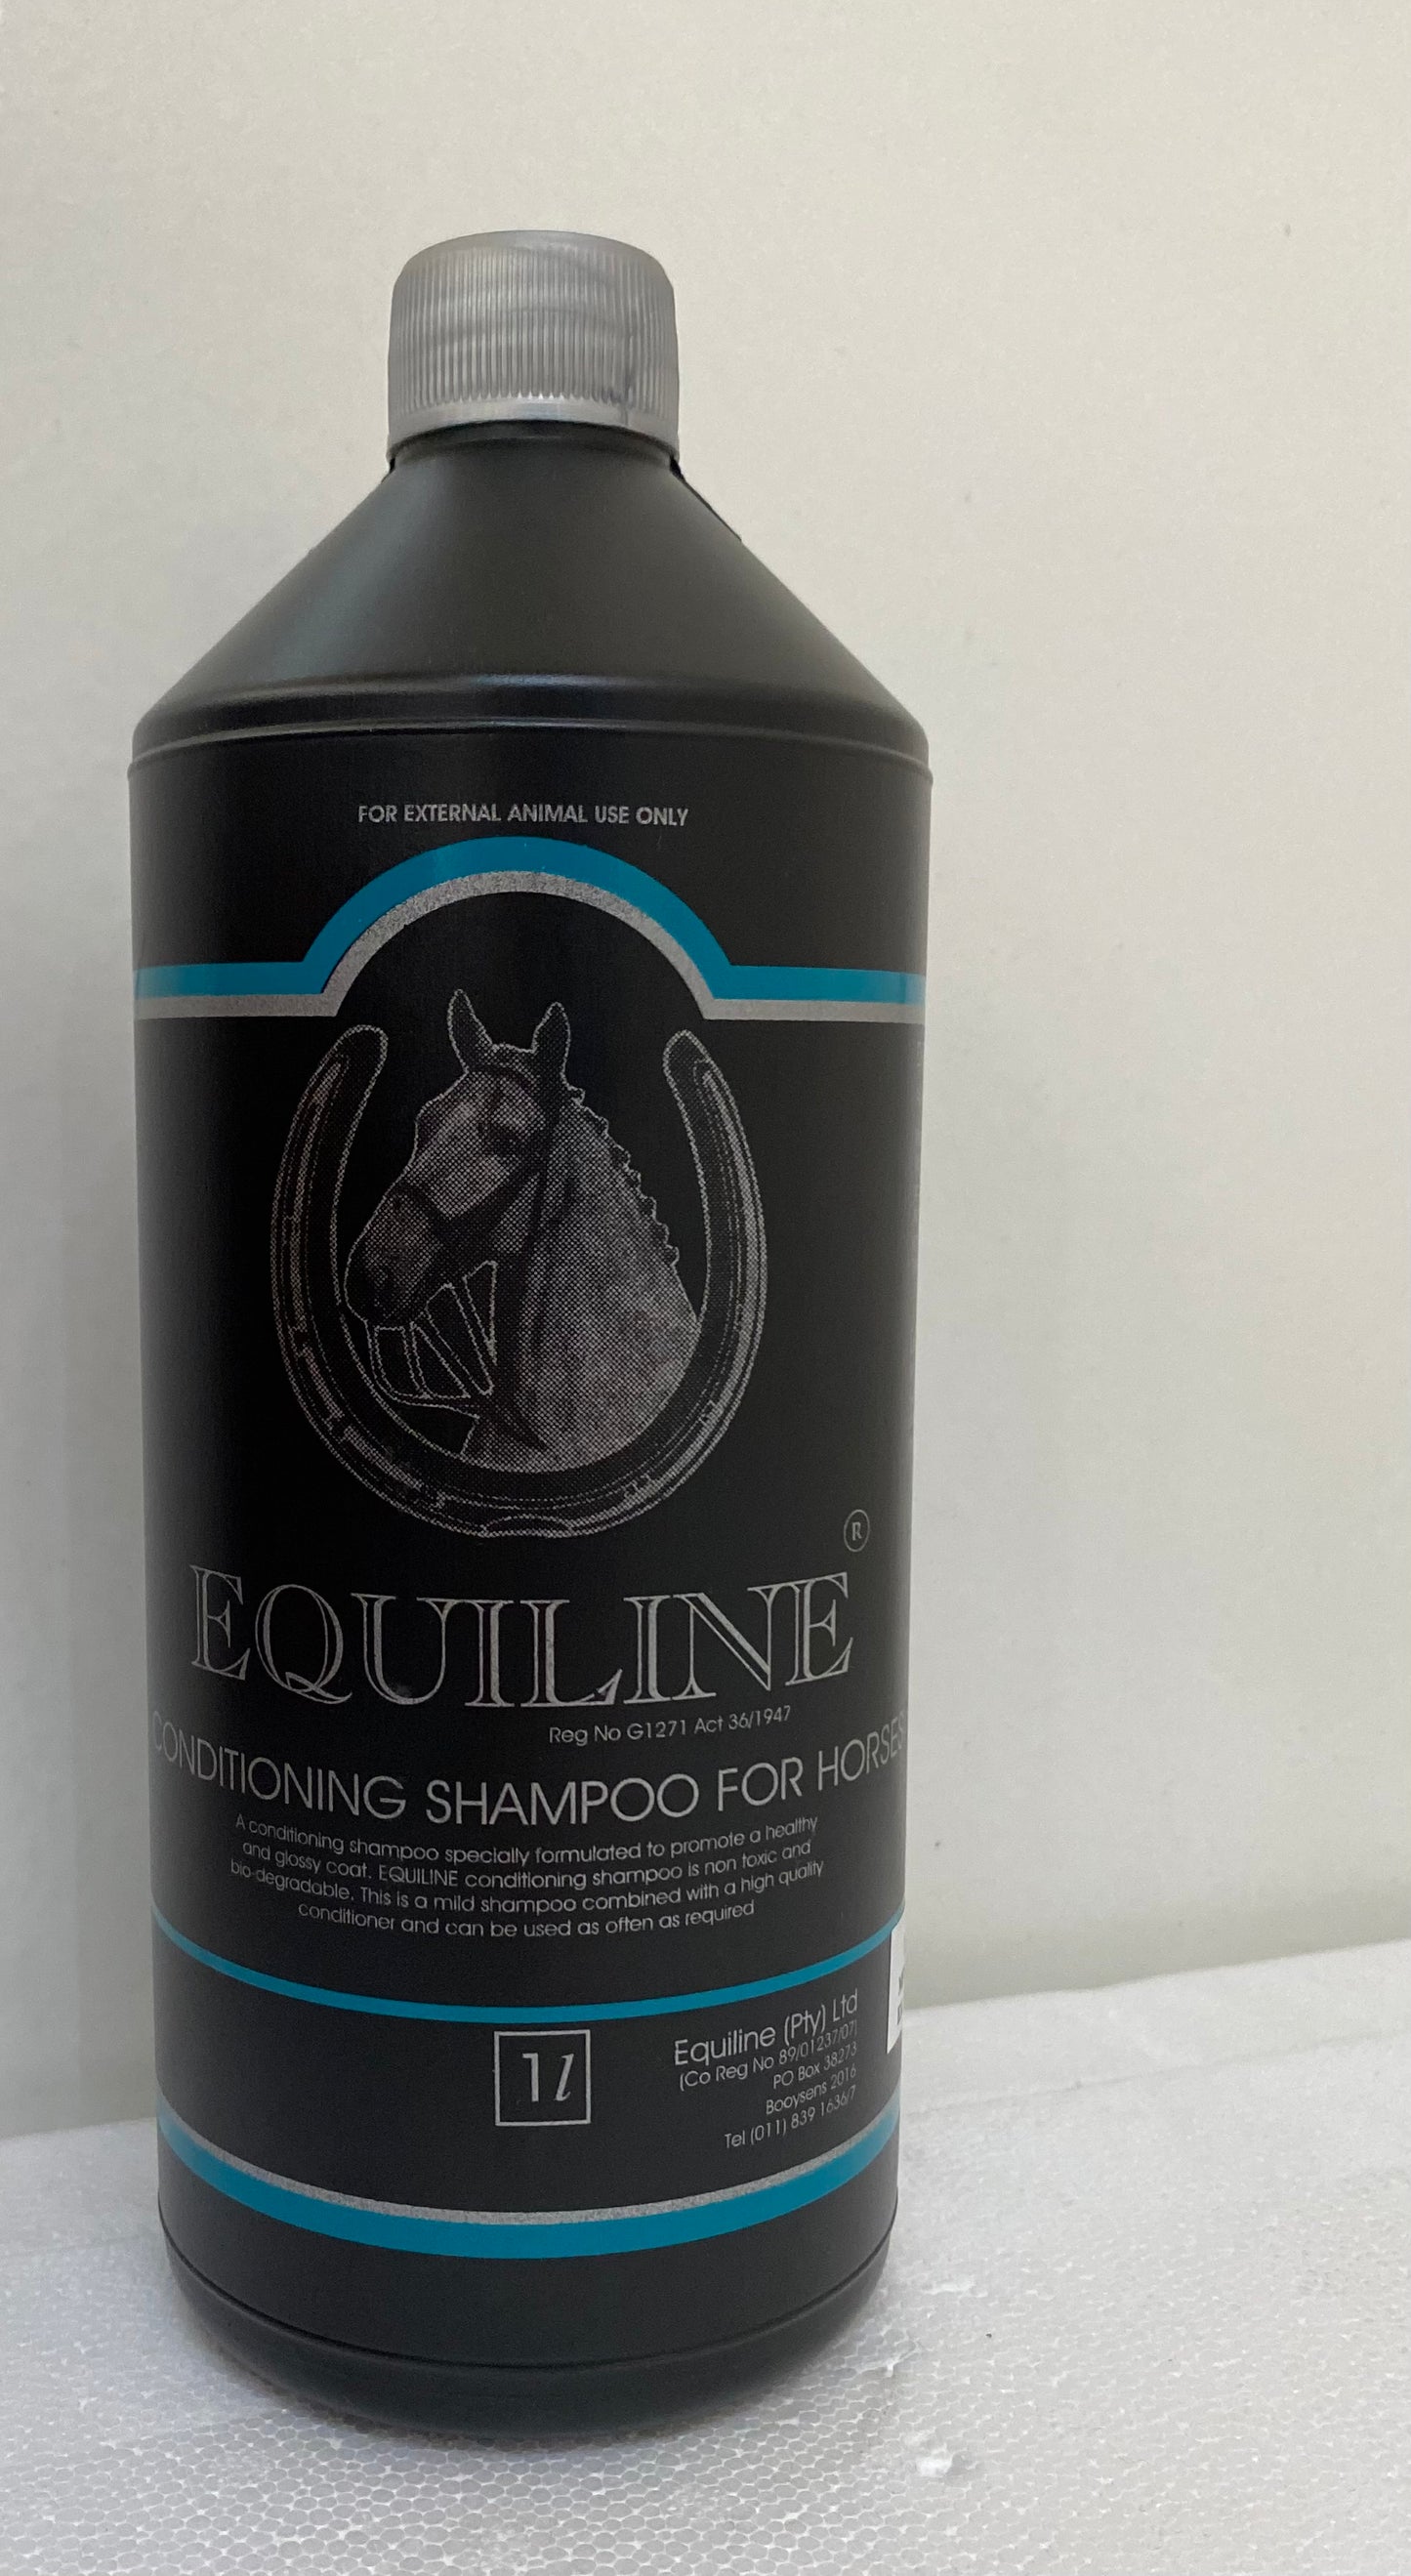 FOR EXTERNAL ANIMAL USE ONLY
®
EQUILINE
Reg No G1271 Act 36/1947
CONDITIONING SHAMPOO FOR HORSES
A conditioning shampoo specially formulated to promote a healthy
and glossy coat. EQUILINE conditioning shampoo is non toxic and
bio-degradable. This is a mild shampoo combined with a high quality
conditioner and can be used as often as required
1l
Equiline (Pty) Ltd
(Co Reg No 89/01237/07)
PO Box 38273
Booysens 2016
Tel (011) 839 1636/7